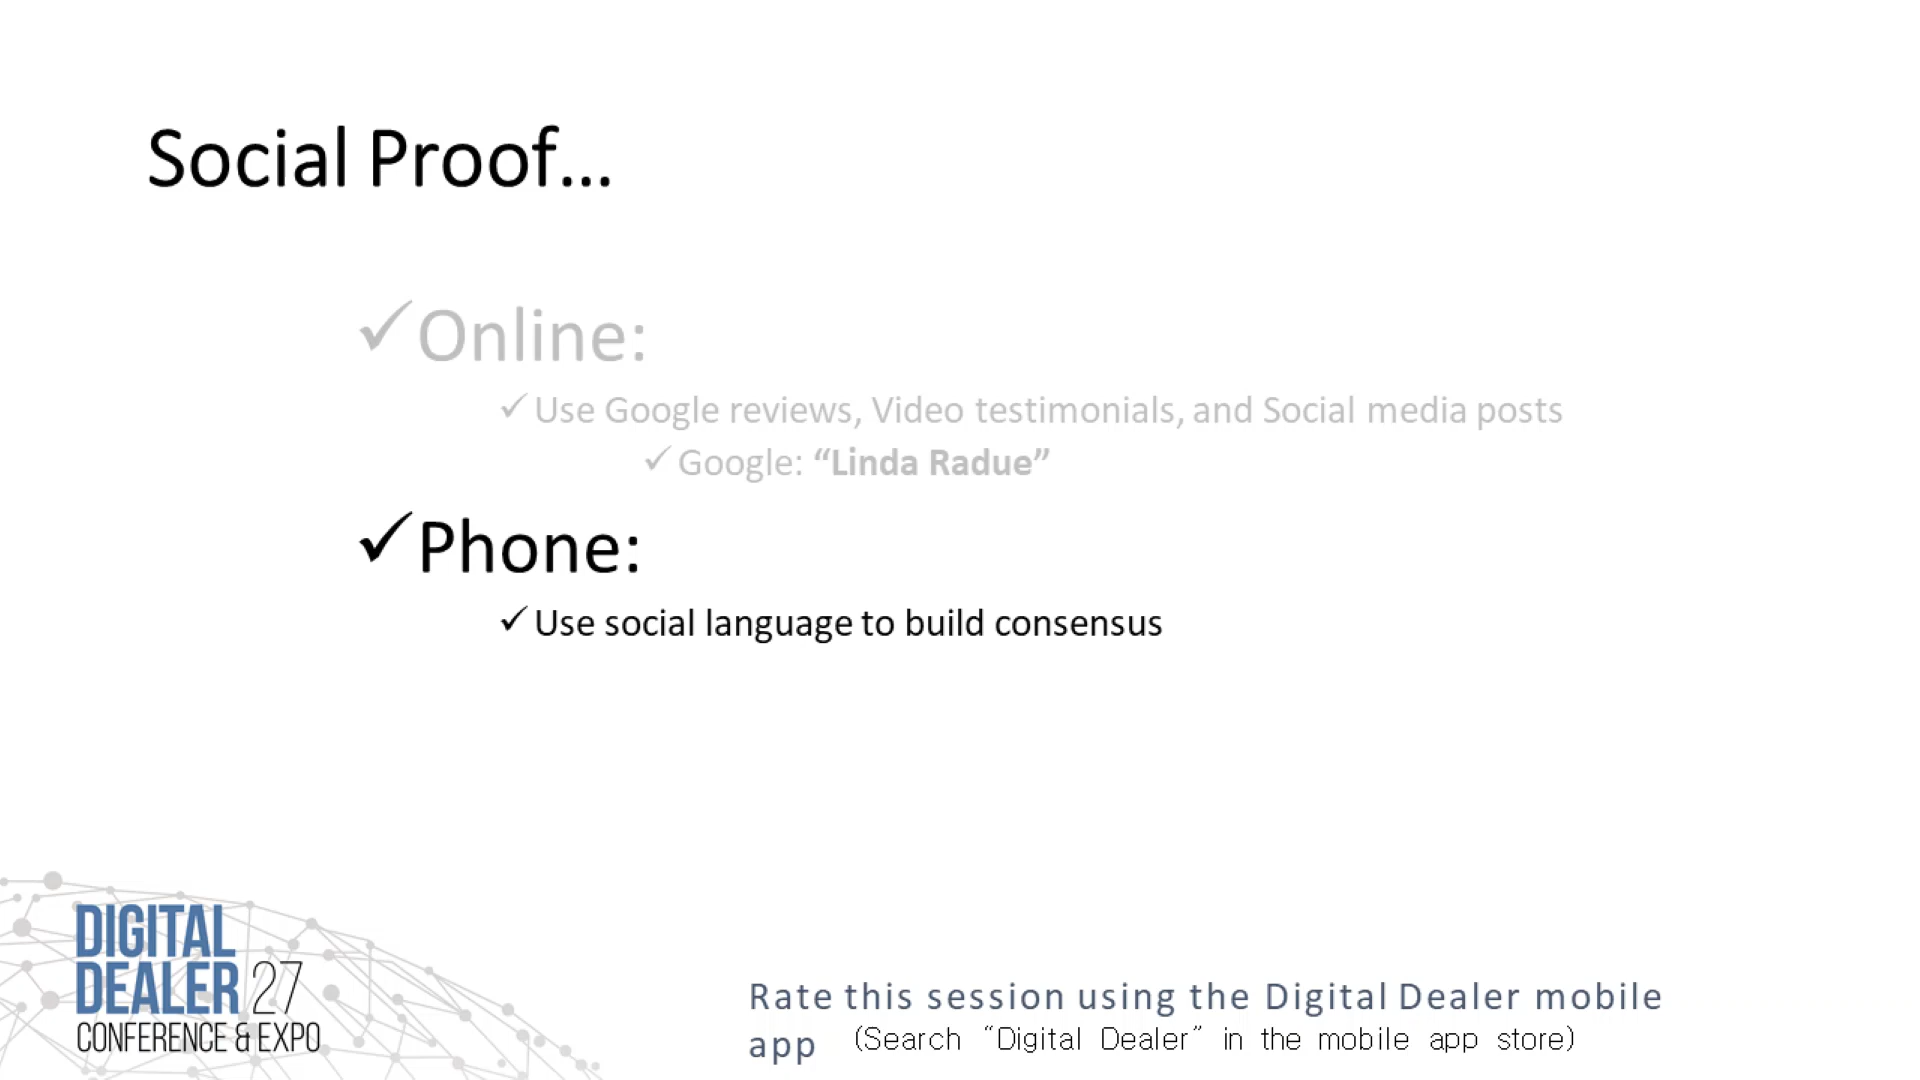 Social Proof...
✓Online:
✓Use Google reviews, Video testimonials, and Social media posts
✓Google: “Linda Radue”
✓Phone:
✓Use social language to build consensus
DIGITAL
DEALER 27
CONFERENCE & EXPO
Rate this session using the Digital Dealer mobile
app (Search “Digital Dealer” in the mobile app store)